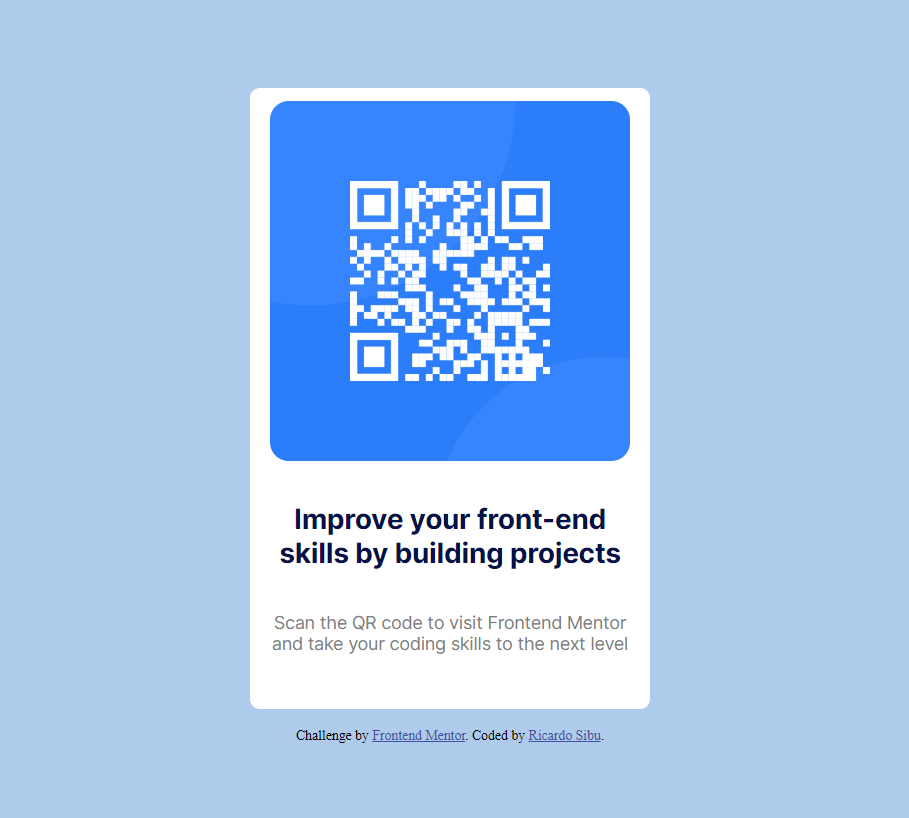 Improve your front-end
skills by building projects
Scan the QR code to visit Frontend Mentor
and take your coding skills to the next level
Challenge by Frontend Mentor. Coded by Ricardo Sibu.